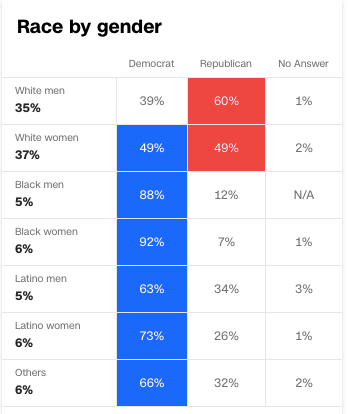 Race by gender
Democrat Republican No Answer
White men
35% 39% 60% 1%
White women
37% 49% 49% 2%
Black men
5% 88% 12% N/A
Black women
6% 92% 7% 1%
Latino men
5% 63% 34% 3%
Latino women
6% 73% 26% 1%
Others
6% 66% 32% 2%